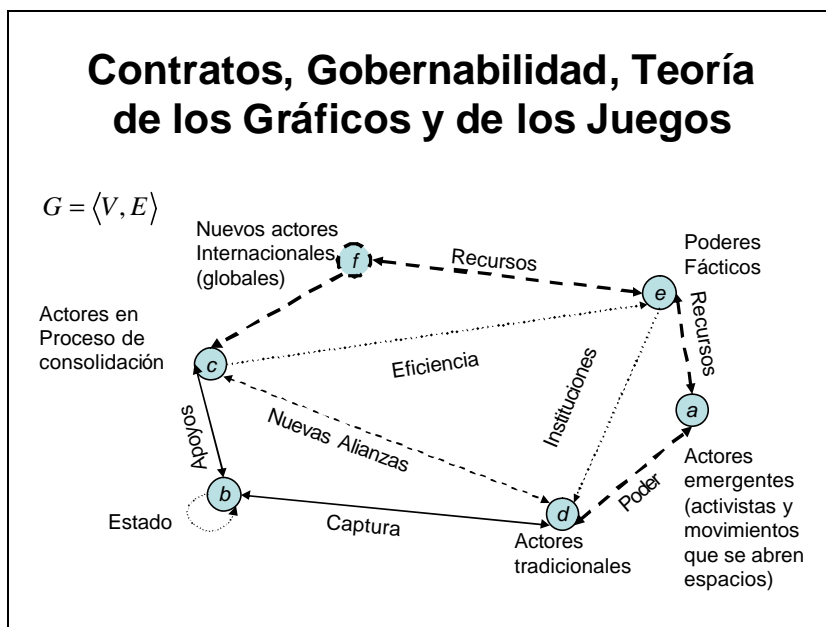 Contratos, Gobernabilidad, Teoría
de los Gráficos y de los Juegos
G = ⟨V, E⟩
Nuevos actores
Internacionales
(globales)
f
Recursos
Poderes
Fácticos
e
Recursos
Actores en
Proceso de
consolidación
c
Eficiencia
Instituciones
a
Apoyos
Nuevas Alianzas
Actores
emergentes
(activistas y
movimientos
que se abren
espacios)
Poder
b
Estado
Captura
d
Actores
tradicionales